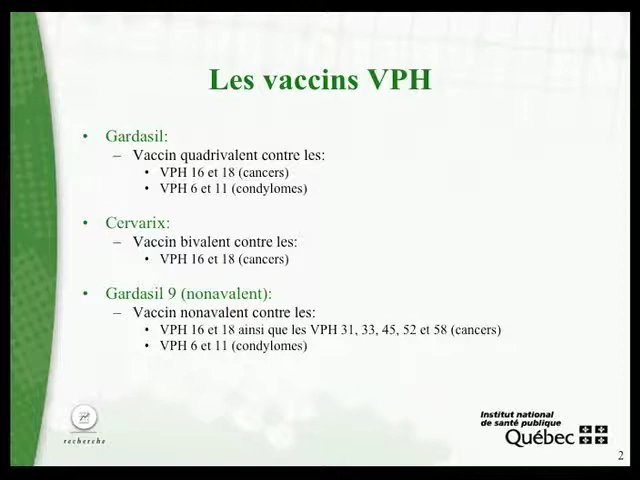 Les vaccins VPH
• Gardasil:
– Vaccin quadrivalent contre les:
• VPH 16 et 18 (cancers)
• VPH 6 et 11 (condylomes)
• Cervarix:
– Vaccin bivalent contre les:
• VPH 16 et 18 (cancers)
• Gardasil 9 (nonavalent):
– Vaccin nonavalent contre les:
• VPH 16 et 18 ainsi que les VPH 31, 33, 45, 52 et 58 (cancers)
• VPH 6 et 11 (condylomes)
recherche
Institut national
de santé publique
Québec
2